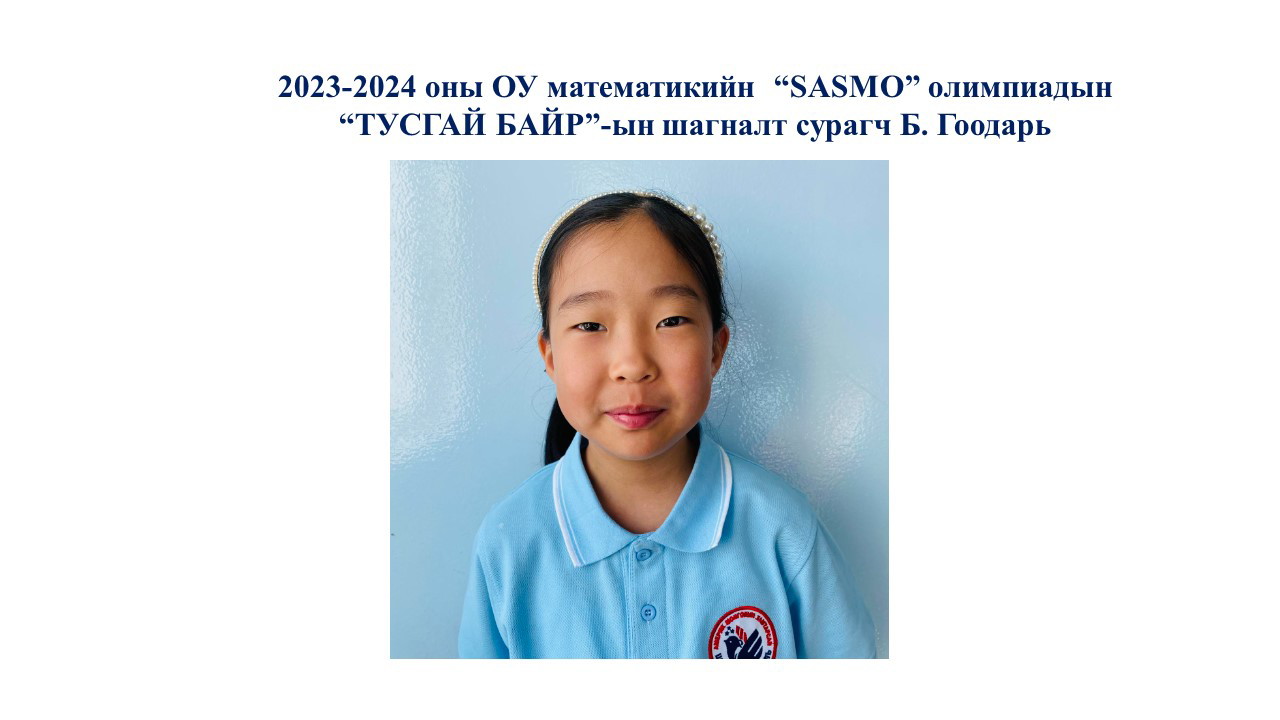 2023-2024 оны ОУ математикийн “SASMO” олимпиадын
“ТУСГАЙ БАЙР”-ын шагналт сурагч Б. Гоодарь